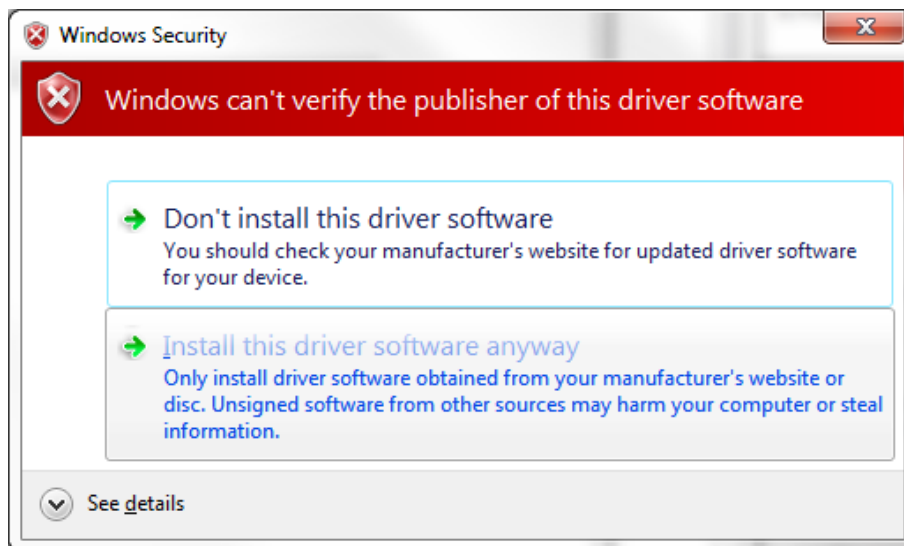 Windows Security
Windows can't verify the publisher of this driver software
Don't install this driver software
You should check your manufacturer's website for updated driver software
for your device.
Install this driver software anyway
Only install driver software obtained from your manufacturer's website or
disc. Unsigned software from other sources may harm your computer or steal
information.
See details